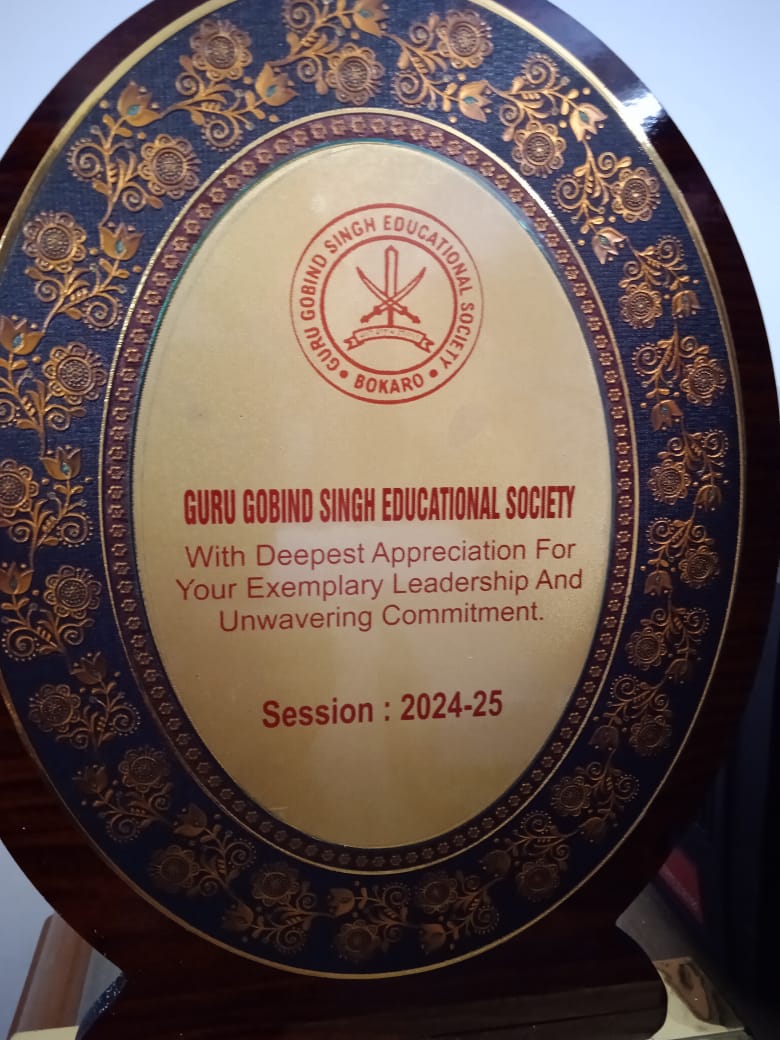 GURU GOBIND SINGH EDUCATIONAL SOCIETY
• BOKARO •
GURU GOBIND SINGH EDUCATIONAL SOCIETY
With Deepest Appreciation For
Your Exemplary Leadership And
Unwavering Commitment.
Session : 2024-25